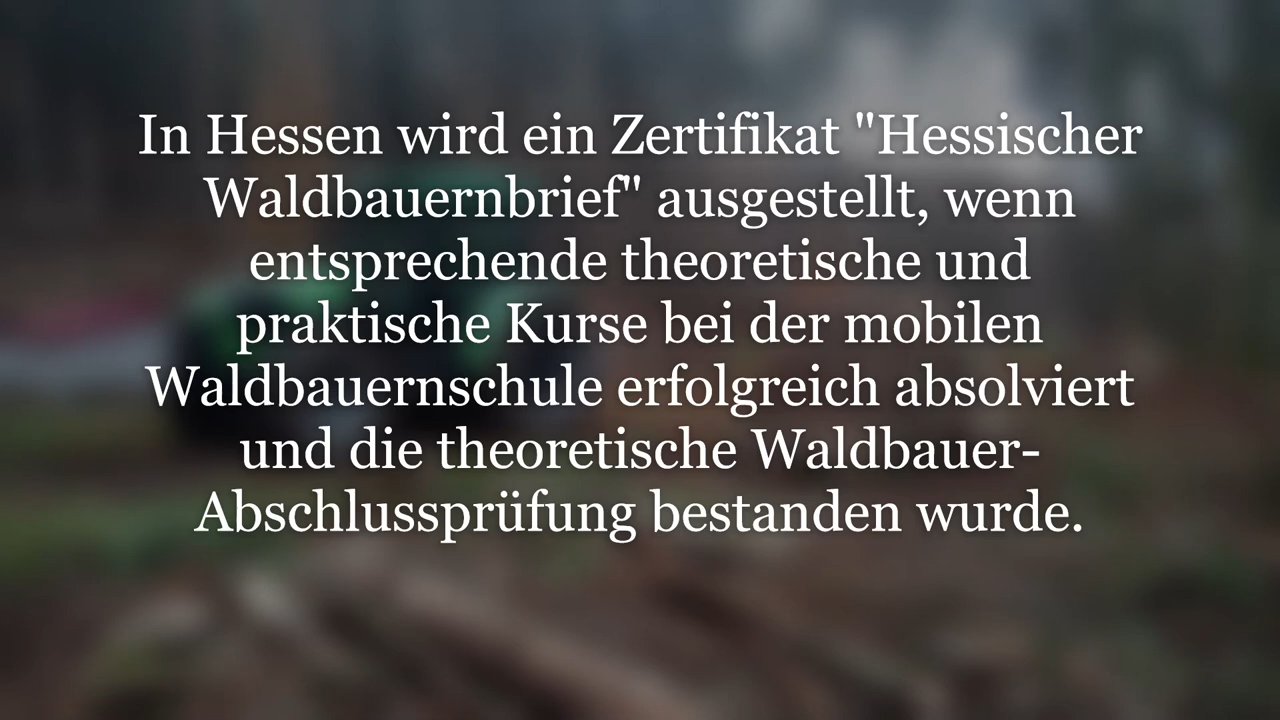 In Hessen wird ein Zertifikat "Hessischer
Waldbauernbrief" ausgestellt, wenn
entsprechende theoretische und
praktische Kurse bei der mobilen
Waldbauernschule erfolgreich absolviert
und die theoretische Waldbauer-
Abschlussprüfung bestanden wurde.